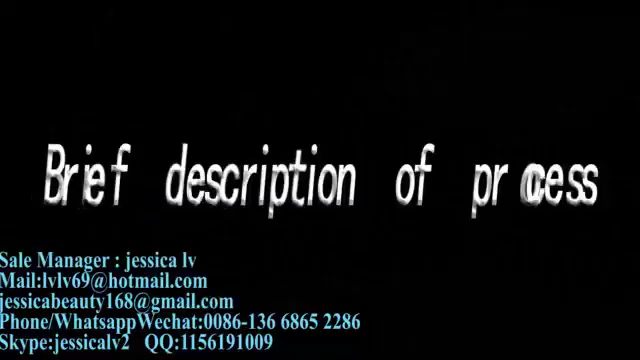 Brief description of process
Sale Manager : jessica lv
Mail:lvlv69@hotmail.com
jessicabeauty168@gmail.com
Phone/WhatsappWechat:0086-136 6865 2286
Skype:jessicalv2 QQ:1156191009